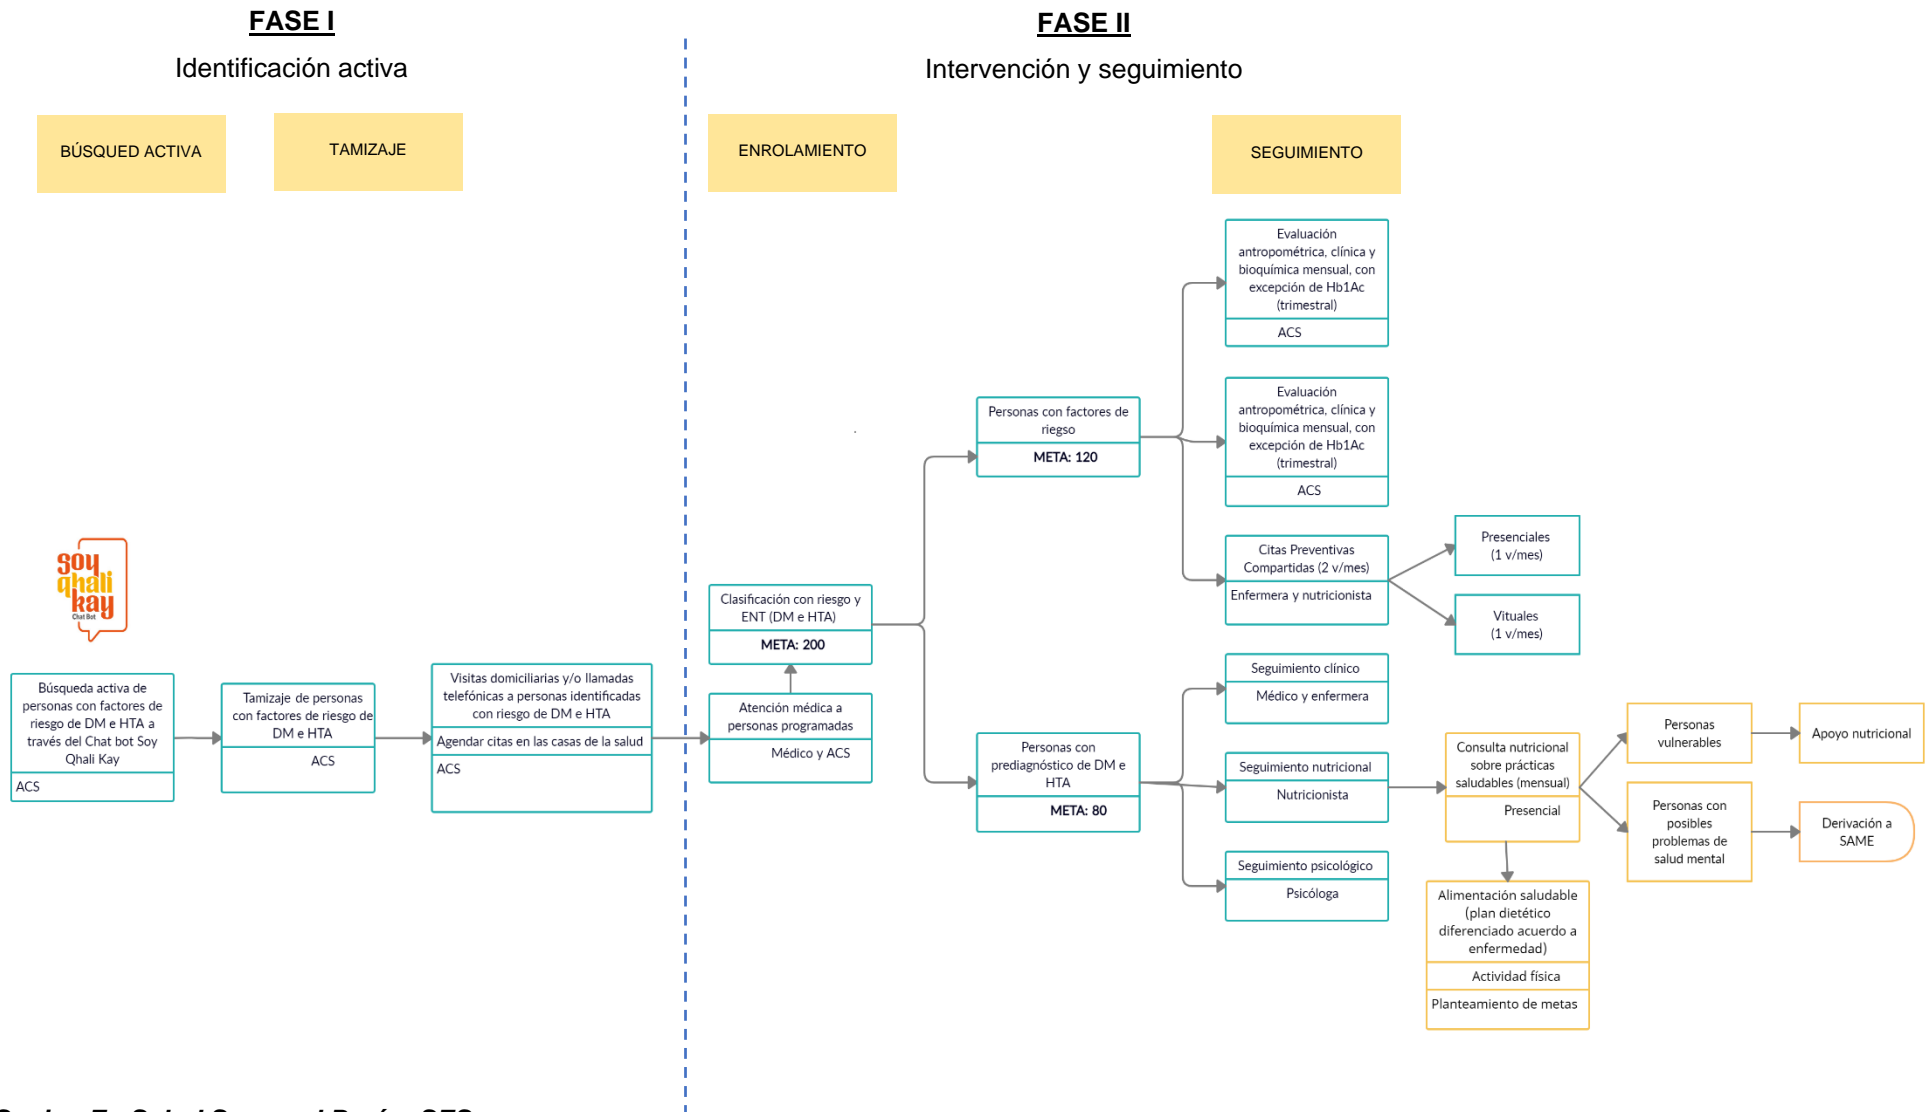 FASE I
Identificación activa
FASE II
Intervención y seguimiento
BÚSQUED ACTIVA
TAMIZAJE
ENROLAMIENTO
SEGUIMIENTO
soy
qhali
kay
Chat Bot
Búsqueda activa de
personas con factores de
riesgo de DM e HTA a
través del Chat bot Soy
Qhali Kay
ACS
Tamizaje de personas
con factores de riesgo de
DM e HTA
ACS
Visitas domiciliarias y/o llamadas
telefónicas a personas identificadas
con riesgo de DM e HTA
Agendar citas en las casas de la salud
ACS
Clasificación con riesgo y
ENT (DM e HTA)
META: 200
Atención médica a
personas programadas
Médico y ACS
Personas con factores de
riegso
META: 120
Personas con
prediagnóstico de DM e
HTA
META: 80
Evaluación
antropométrica, clínica y
bioquímica mensual, con
excepción de Hb1Ac
(trimestral)
ACS
Evaluación
antropométrica, clínica y
bioquímica mensual, con
excepción de Hb1Ac
(trimestral)
ACS
Citas Preventivas
Compartidas (2 v/mes)
Enfermera y nutricionista
Presenciales
(1 v/mes)
Vituales
(1 v/mes)
Seguimiento clínico
Médico y enfermera
Seguimiento nutricional
Nutricionista
Seguimiento psicológico
Psicóloga
Consulta nutricional
sobre prácticas
saludables (mensual)
Presencial
Personas
vulnerables
Apoyo nutricional
Personas con
posibles
problemas de
salud mental
Derivación a
SAME
Alimentación saludable
(plan dietético
diferenciado acuerdo a
enfermedad)
Actividad física
Planteamiento de metas